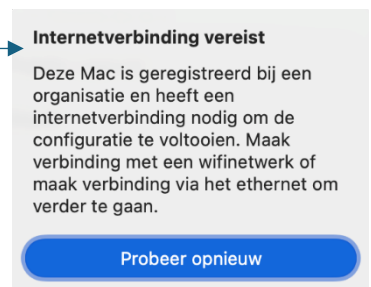 Internetverbinding vereist
Deze Mac is geregistreerd bij een
organisatie en heeft een
internetverbinding nodig om de
configuratie te voltooien. Maak
verbinding met een wifinetwerk of
maak verbinding via het ethernet om
verder te gaan.
Probeer opnieuw